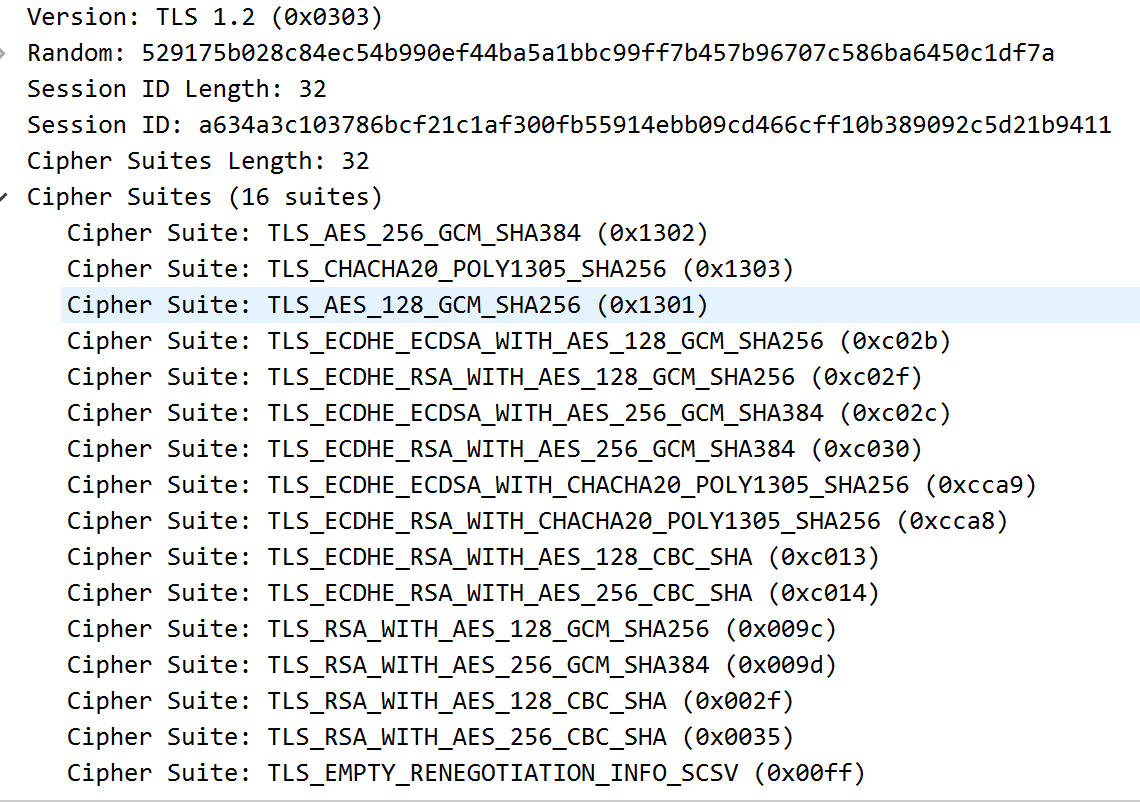 Version: TLS 1.2 (0x0303)
Random: 529175b028c84ec54b990ef44ba5a1bbc99ff7b457b96707c586ba6450c1df7a
Session ID Length: 32
Session ID: a634a3c103786bcf21c1af300fb55914ebb09cd466cff10b389092c5d21b9411
Cipher Suites Length: 32
Cipher Suites (16 suites)
Cipher Suite: TLS_AES_256_GCM_SHA384 (0x1302)
Cipher Suite: TLS_CHACHA20_POLY1305_SHA256 (0x1303)
Cipher Suite: TLS_AES_128_GCM_SHA256 (0x1301)
Cipher Suite: TLS_ECDHE_ECDSA_WITH_AES_128_GCM_SHA256 (0xc02b)
Cipher Suite: TLS_ECDHE_RSA_WITH_AES_128_GCM_SHA256 (0xc02f)
Cipher Suite: TLS_ECDHE_ECDSA_WITH_AES_256_GCM_SHA384 (0xc02c)
Cipher Suite: TLS_ECDHE_RSA_WITH_AES_256_GCM_SHA384 (0xc030)
Cipher Suite: TLS_ECDHE_ECDSA_WITH_CHACHA20_POLY1305_SHA256 (0xcca9)
Cipher Suite: TLS_ECDHE_RSA_WITH_CHACHA20_POLY1305_SHA256 (0xcca8)
Cipher Suite: TLS_ECDHE_RSA_WITH_AES_128_CBC_SHA (0xc013)
Cipher Suite: TLS_ECDHE_RSA_WITH_AES_256_CBC_SHA (0xc014)
Cipher Suite: TLS_RSA_WITH_AES_128_GCM_SHA256 (0x009c)
Cipher Suite: TLS_RSA_WITH_AES_256_GCM_SHA384 (0x009d)
Cipher Suite: TLS_RSA_WITH_AES_128_CBC_SHA (0x002f)
Cipher Suite: TLS_RSA_WITH_AES_256_CBC_SHA (0x0035)
Cipher Suite: TLS_EMPTY_RENEGOTIATION_INFO_SCSV (0x00ff)